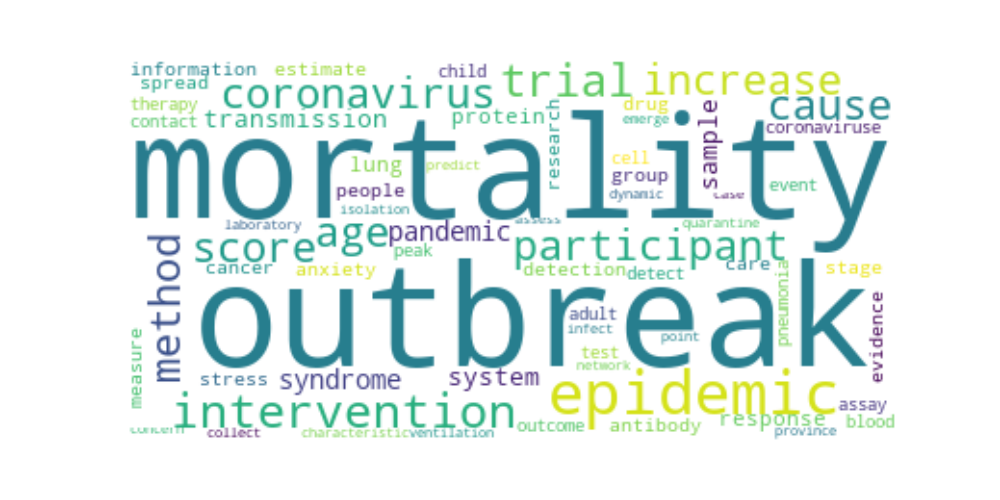 information estimate child trial increase
spread coronavirus cause
therapy drug
contact transmission protein emerge coronaviruse
research sample
mortality
lung predict cell
people group event
isolation dynamic case
laboratory assess quarantine
score age pandemic participant
peak
cancer anxiety detection detect care stage
method pneumonia
outbreak
adult
infect point
evidence
measure test
network
stress syndrome system epidemic
intervention assay
outcome antibody response blood
concern collect characteristic ventilation province